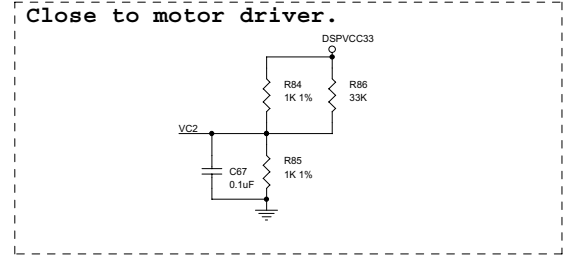 Close to motor driver.
DSPVCC33
R84
1K 1%
R86
33K
VC2
R85
1K 1%
C67
0.1uF